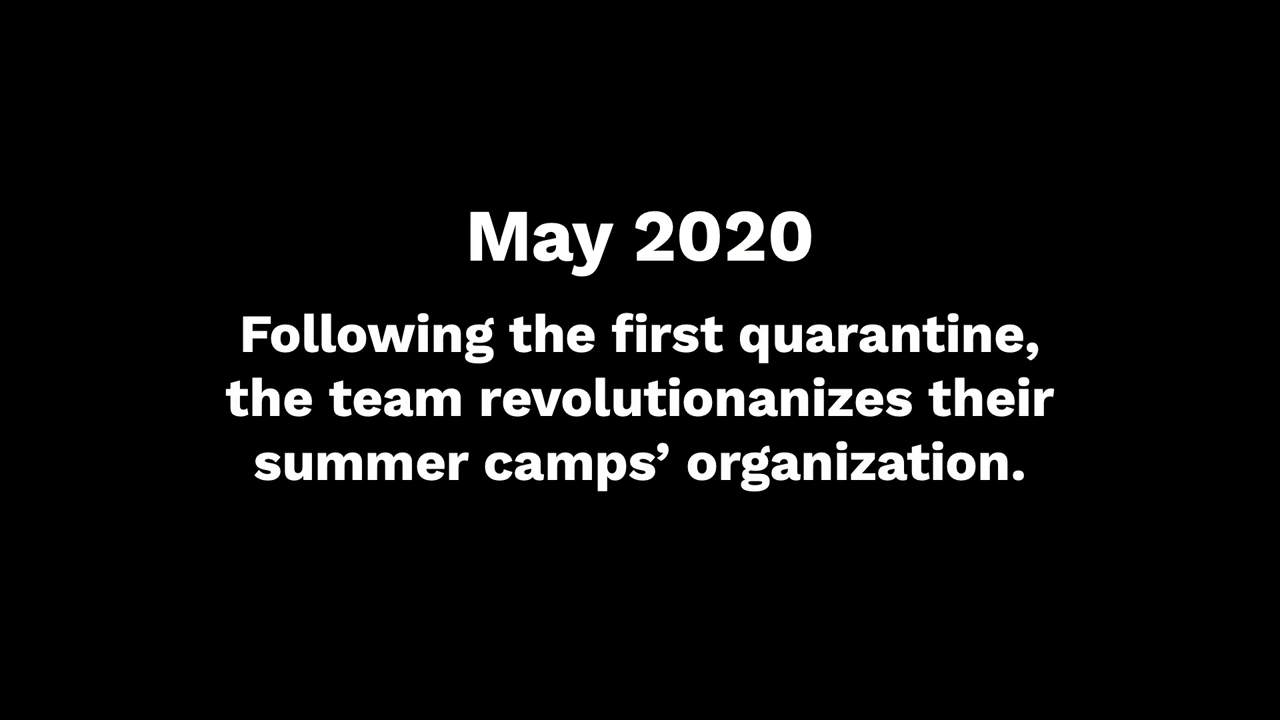 May 2020
Following the first quarantine,
the team revolutionanizes their
summer camps’ organization.